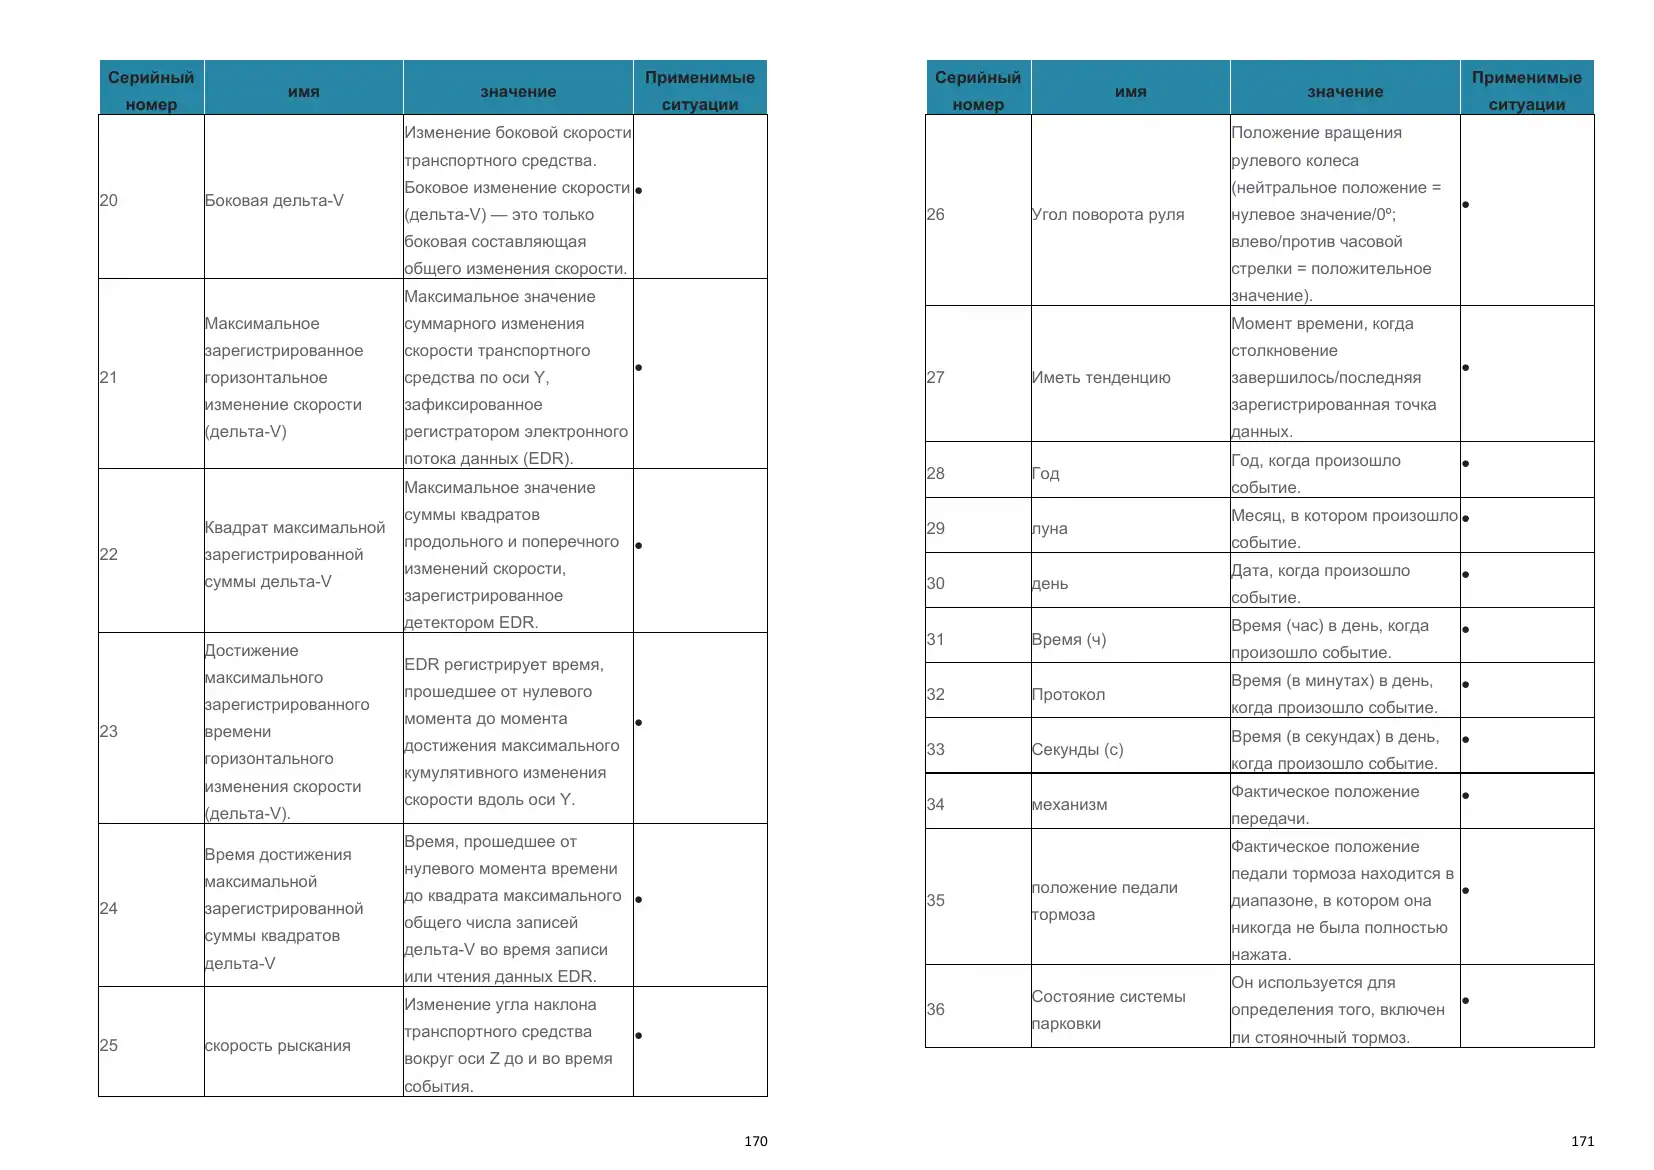 Серийный номер
имя
значение
Применимые ситуации
20
Боковая дельта-V
Изменение боковой скорости
транспортного средства.
Боковое изменение скорости
(дельта-V) — это только
боковая составляющая
общего изменения скорости.
●
21
Максимальное
зарегистрированное
горизонтальное
изменение скорости
(дельта-V)
Максимальное значение
суммарного изменения
скорости транспортного
средства по оси Y,
зафиксированное
регистратором электронного
потока данных (EDR).
●
22
Квадрат максимальной
зарегистрированной
суммы дельта-V
Максимальное значение
суммы квадратов
продольного и поперечного
изменений скорости,
зарегистрированное
детектором EDR.
●
23
Достижение
максимального
зарегистрированного
времени
горизонтального
изменения скорости
(дельта-V).
EDR регистрирует время,
прошедшее от нулевого
момента до момента
достижения максимального
кумулятивного изменения
скорости вдоль оси Y.
●
24
Время достижения
максимальной
зарегистрированной
суммы квадратов
дельта-V
Время, прошедшее от
нулевого момента времени
до квадрата максимального
общего числа записей
дельта-V во время записи
или чтения данных EDR.
●
25
скорость рыскания
Изменение угла наклона
транспортного средства
вокруг оси Z до и во время
события.
●
170
Серийный номер
имя
значение
Применимые ситуации
26
Угол поворота руля
Положение вращения
рулевого колеса
(нейтральное положение =
нулевое значение/0º;
влево/против часовой
стрелки = положительное
значение).
●
27
Иметь тенденцию
Момент времени, когда
столкновение
завершилось/последняя
зарегистрированная точка
данных.
●
28
Год
Год, когда произошло
событие.
●
29
луна
Месяц, в котором произошло
событие.
●
30
день
Дата, когда произошло
событие.
●
31
Время (ч)
Время (час) в день, когда
произошло событие.
●
32
Протокол
Время (в минутах) в день,
когда произошло событие.
●
33
Секунды (с)
Время (в секундах) в день,
когда произошло событие.
●
34
механизм
Фактическое положение
передачи.
●
35
положение педали
тормоза
Фактическое положение
педали тормоза находится в
диапазоне, в котором она
никогда не была полностью
нажата.
●
36
Состояние системы
парковки
Он используется для
определения того, включен
ли стояночный тормоз.
●
171